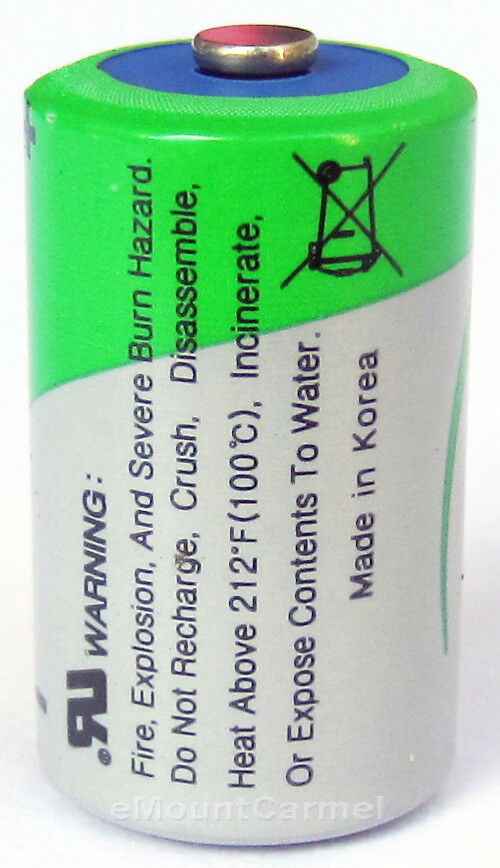 WARNING:
Fire, Explosion, And Severe Burn Hazard.
Do Not Recharge, Crush, Disassemble,
Heat Above 212°F(100℃), Incinerate,
Or Expose Contents To Water.
Made in Korea
eMountCarmel